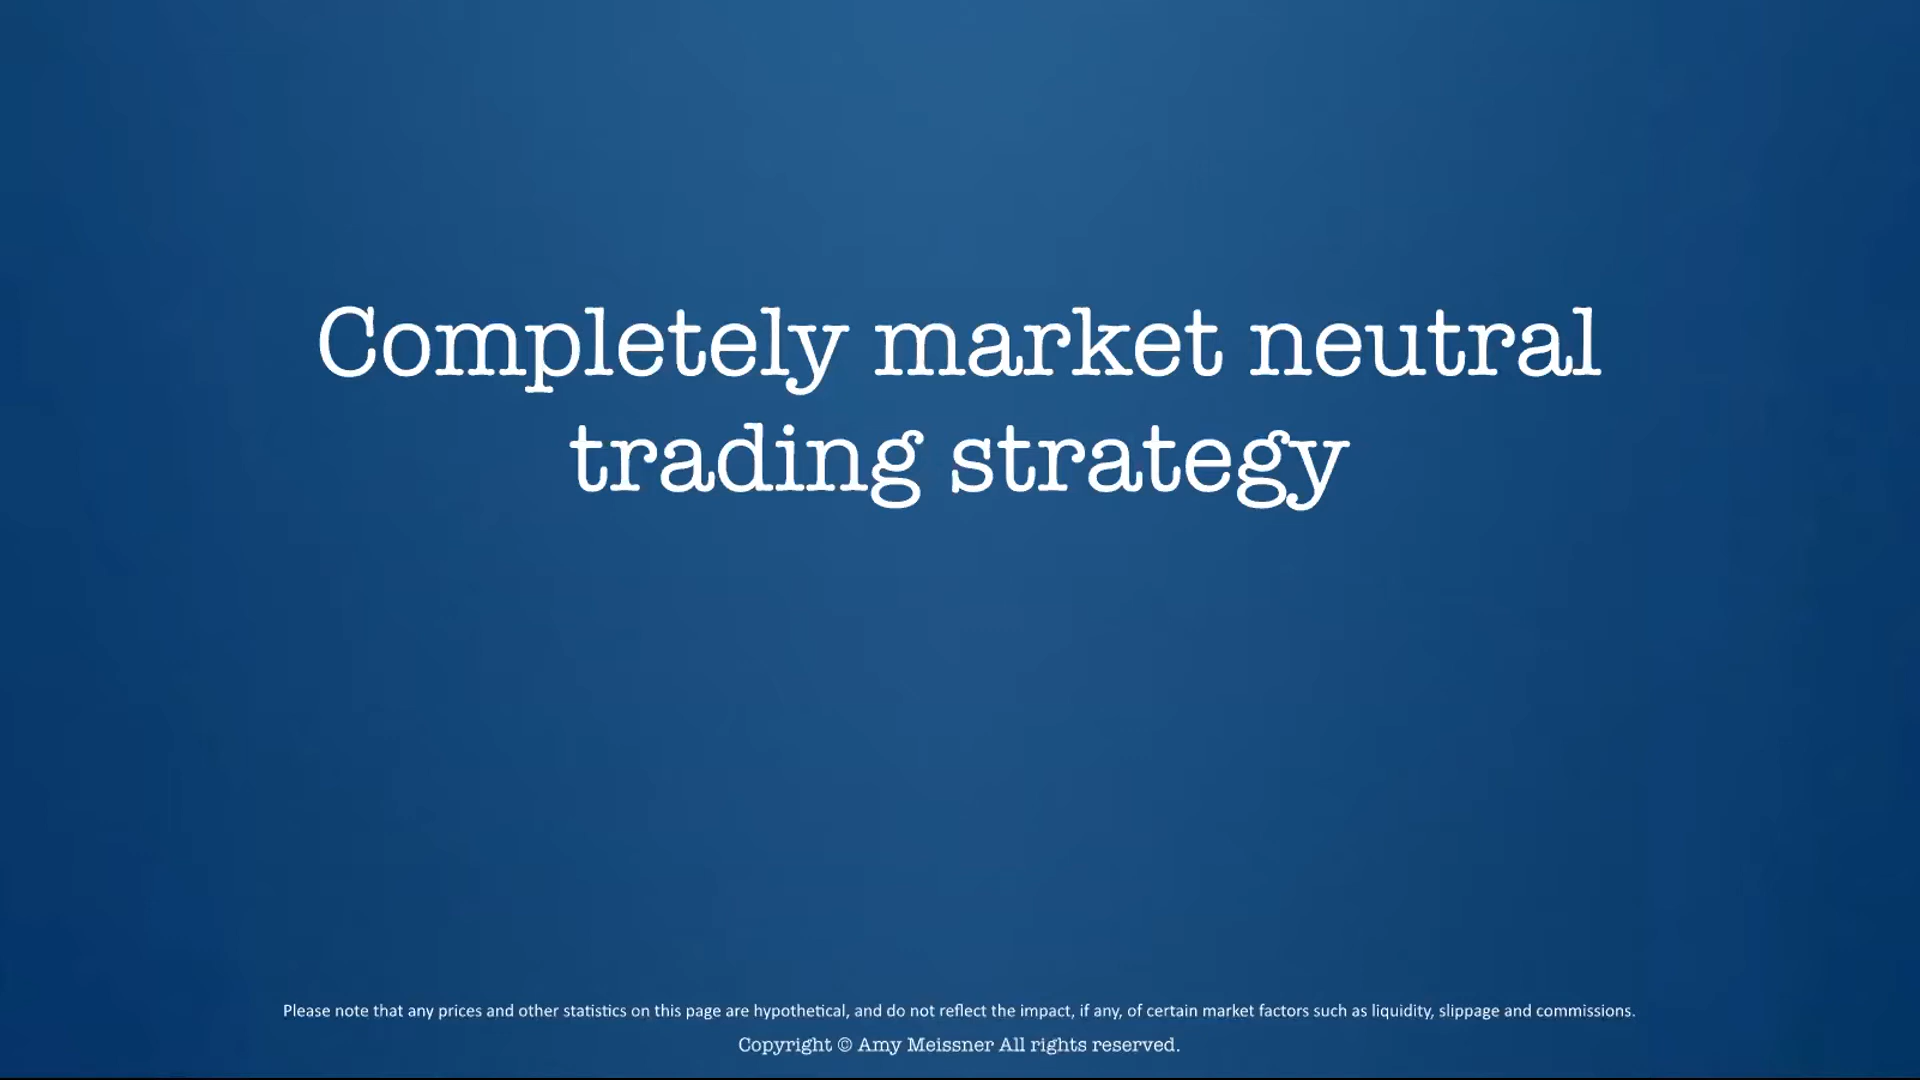 Completely market neutral
trading strategy
Please note that any prices and other statistics on this page are hypothetical, and do not reflect the impact, if any, of certain market factors such as liquidity, slippage and commissions.
Copyright © Amy Meissner All rights reserved.